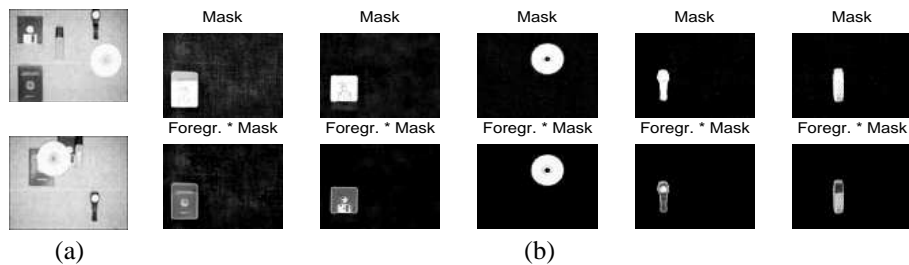 Mask Mask Mask Mask Mask
Foregr. * Mask Foregr. * Mask Foregr. * Mask Foregr. * Mask Foregr. * Mask
(a) (b)